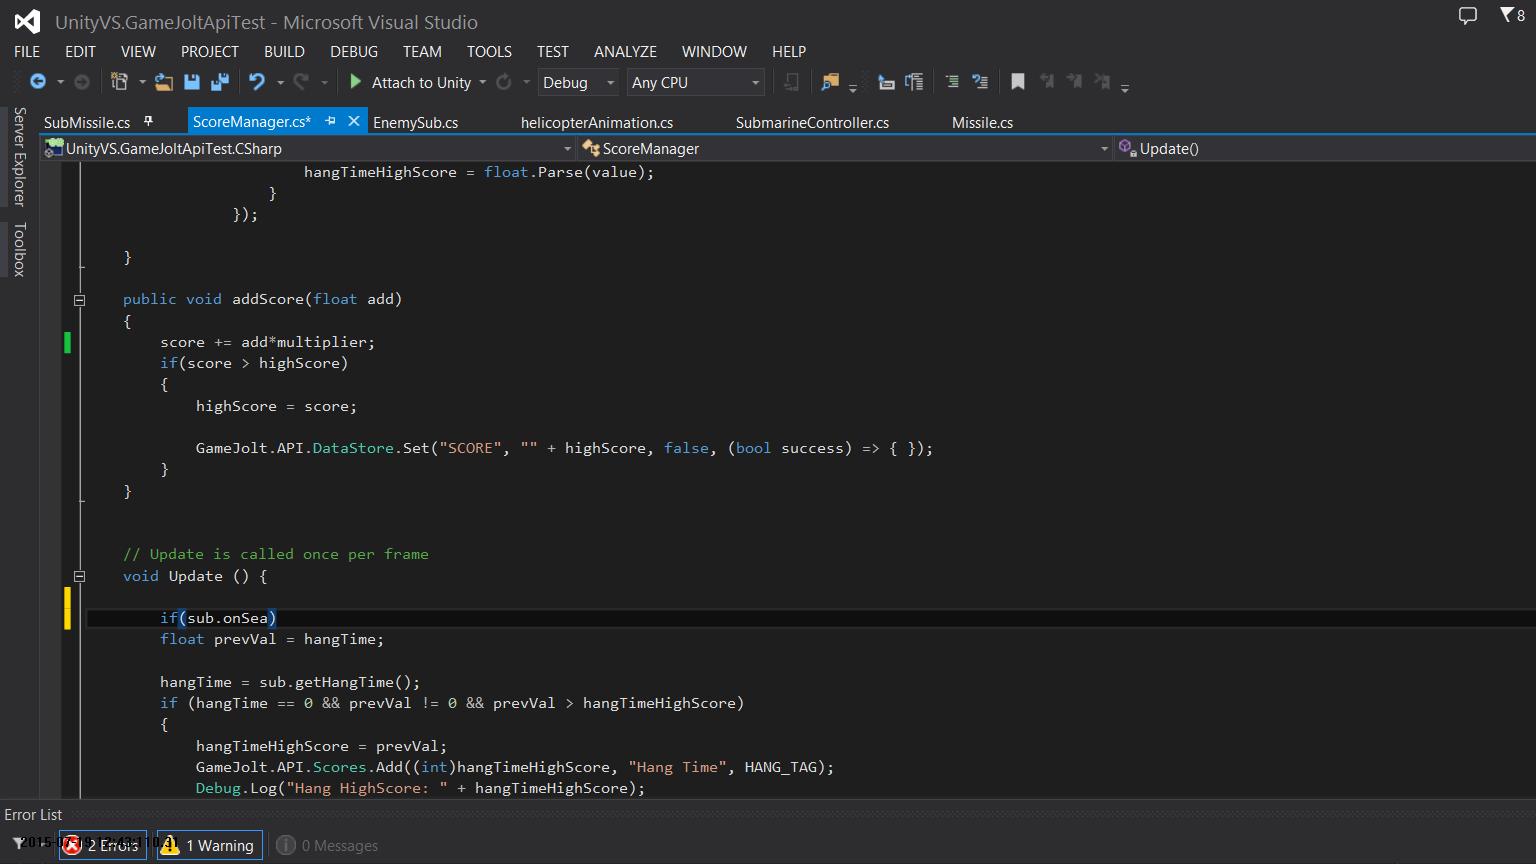 UnityVS.GameJoltApiTest - Microsoft Visual Studio
8
FILE EDIT VIEW PROJECT BUILD DEBUG TEAM TOOLS TEST ANALYZE WINDOW HELP
Attach to Unity Debug Any CPU
Server Explorer
Toolbox
SubMissile.cs ScoreManager.cs* EnemySub.cs helicopterAnimation.cs SubmarineController.cs Missile.cs
UnityVS.GameJoltApiTest.CSharp ScoreManager Update()
hangTimeHighScore = float.Parse(value);
}
});
}
public void addScore(float add)
{
score += add*multiplier;
if(score > highScore)
{
highScore = score;
GameJolt.API.DataStore.Set("SCORE", "" + highScore, false, (bool success) => { });
}
}
// Update is called once per frame
void Update () {
if(sub.onSea)
float prevVal = hangTime;
hangTime = sub.getHangTime();
if (hangTime == 0 && prevVal != 0 && prevVal > hangTimeHighScore)
{
hangTimeHighScore = prevVal;
GameJolt.API.Scores.Add((int)hangTimeHighScore, "Hang Time", HANG_TAG);
Debug.Log("Hang HighScore: " + hangTimeHighScore);
Error List
2 Errors 1 Warning 0 Messages